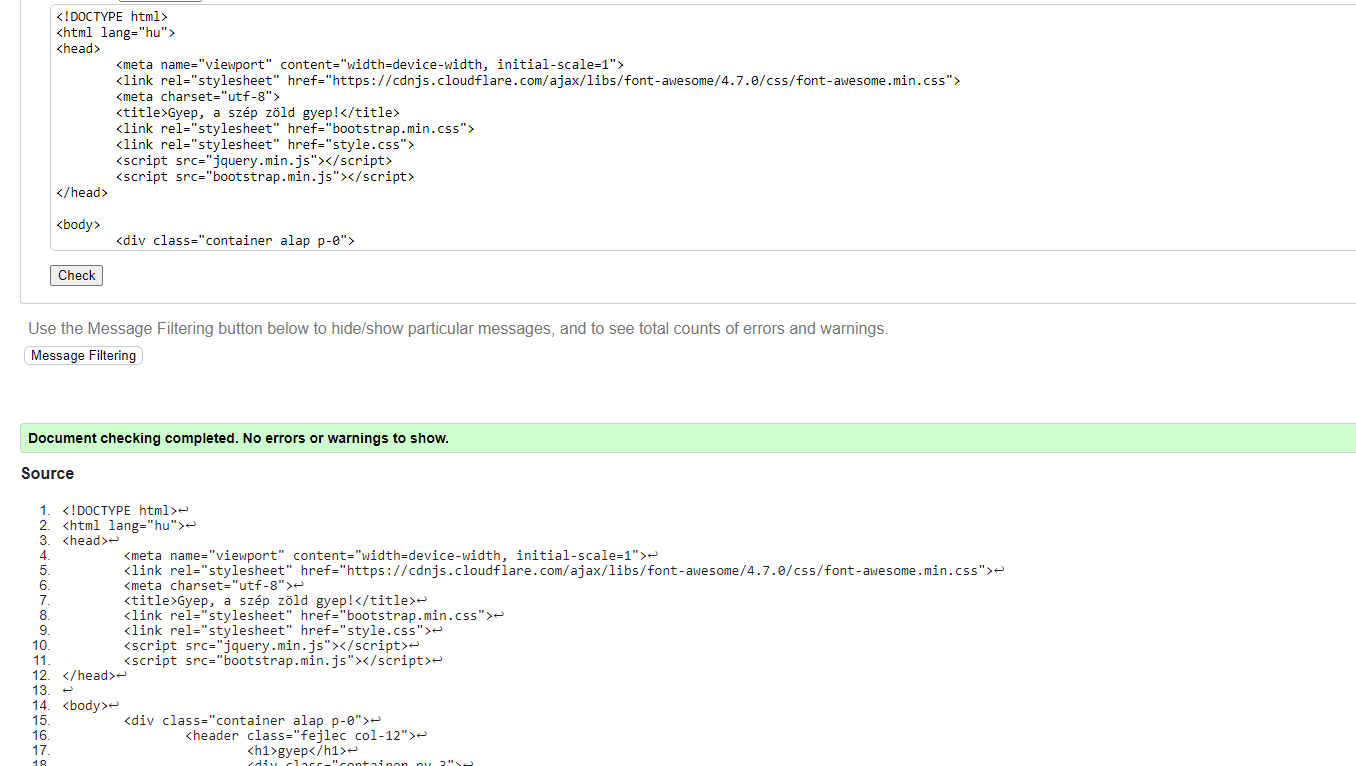 <!DOCTYPE html>
<html lang="hu">
<head>
<meta name="viewport" content="width=device-width, initial-scale=1">
<link rel="stylesheet" href="https://cdnjs.cloudflare.com/ajax/libs/font-awesome/4.7.0/css/font-awesome.min.css">
<meta charset="utf-8">
<title>Gyep, a szép zöld gyep!</title>
<link rel="stylesheet" href="bootstrap.min.css">
<link rel="stylesheet" href="style.css">
<script src="jquery.min.js"></script>
<script src="bootstrap.min.js"></script>
</head>
<body>
<div class="container alap p-0">
Check
Use the Message Filtering button below to hide/show particular messages, and to see total counts of errors and warnings.
Message Filtering
Document checking completed. No errors or warnings to show.
Source
1. <!DOCTYPE html>↩
2. <html lang="hu">↩
3. <head>↩
4. <meta name="viewport" content="width=device-width, initial-scale=1">↩
5. <link rel="stylesheet" href="https://cdnjs.cloudflare.com/ajax/libs/font-awesome/4.7.0/css/font-awesome.min.css">↩
6. <meta charset="utf-8">↩
7. <title>Gyep, a szép zöld gyep!</title>↩
8. <link rel="stylesheet" href="bootstrap.min.css">↩
9. <link rel="stylesheet" href="style.css">↩
10. <script src="jquery.min.js"></script>↩
11. <script src="bootstrap.min.js"></script>↩
12. </head>↩
13. ↩
14. <body>↩
15. <div class="container alap p-0">↩
16. <header class="fejlec col-12">↩
17. <h1>gyep</h1>↩
18. <div class="container py-3">↩